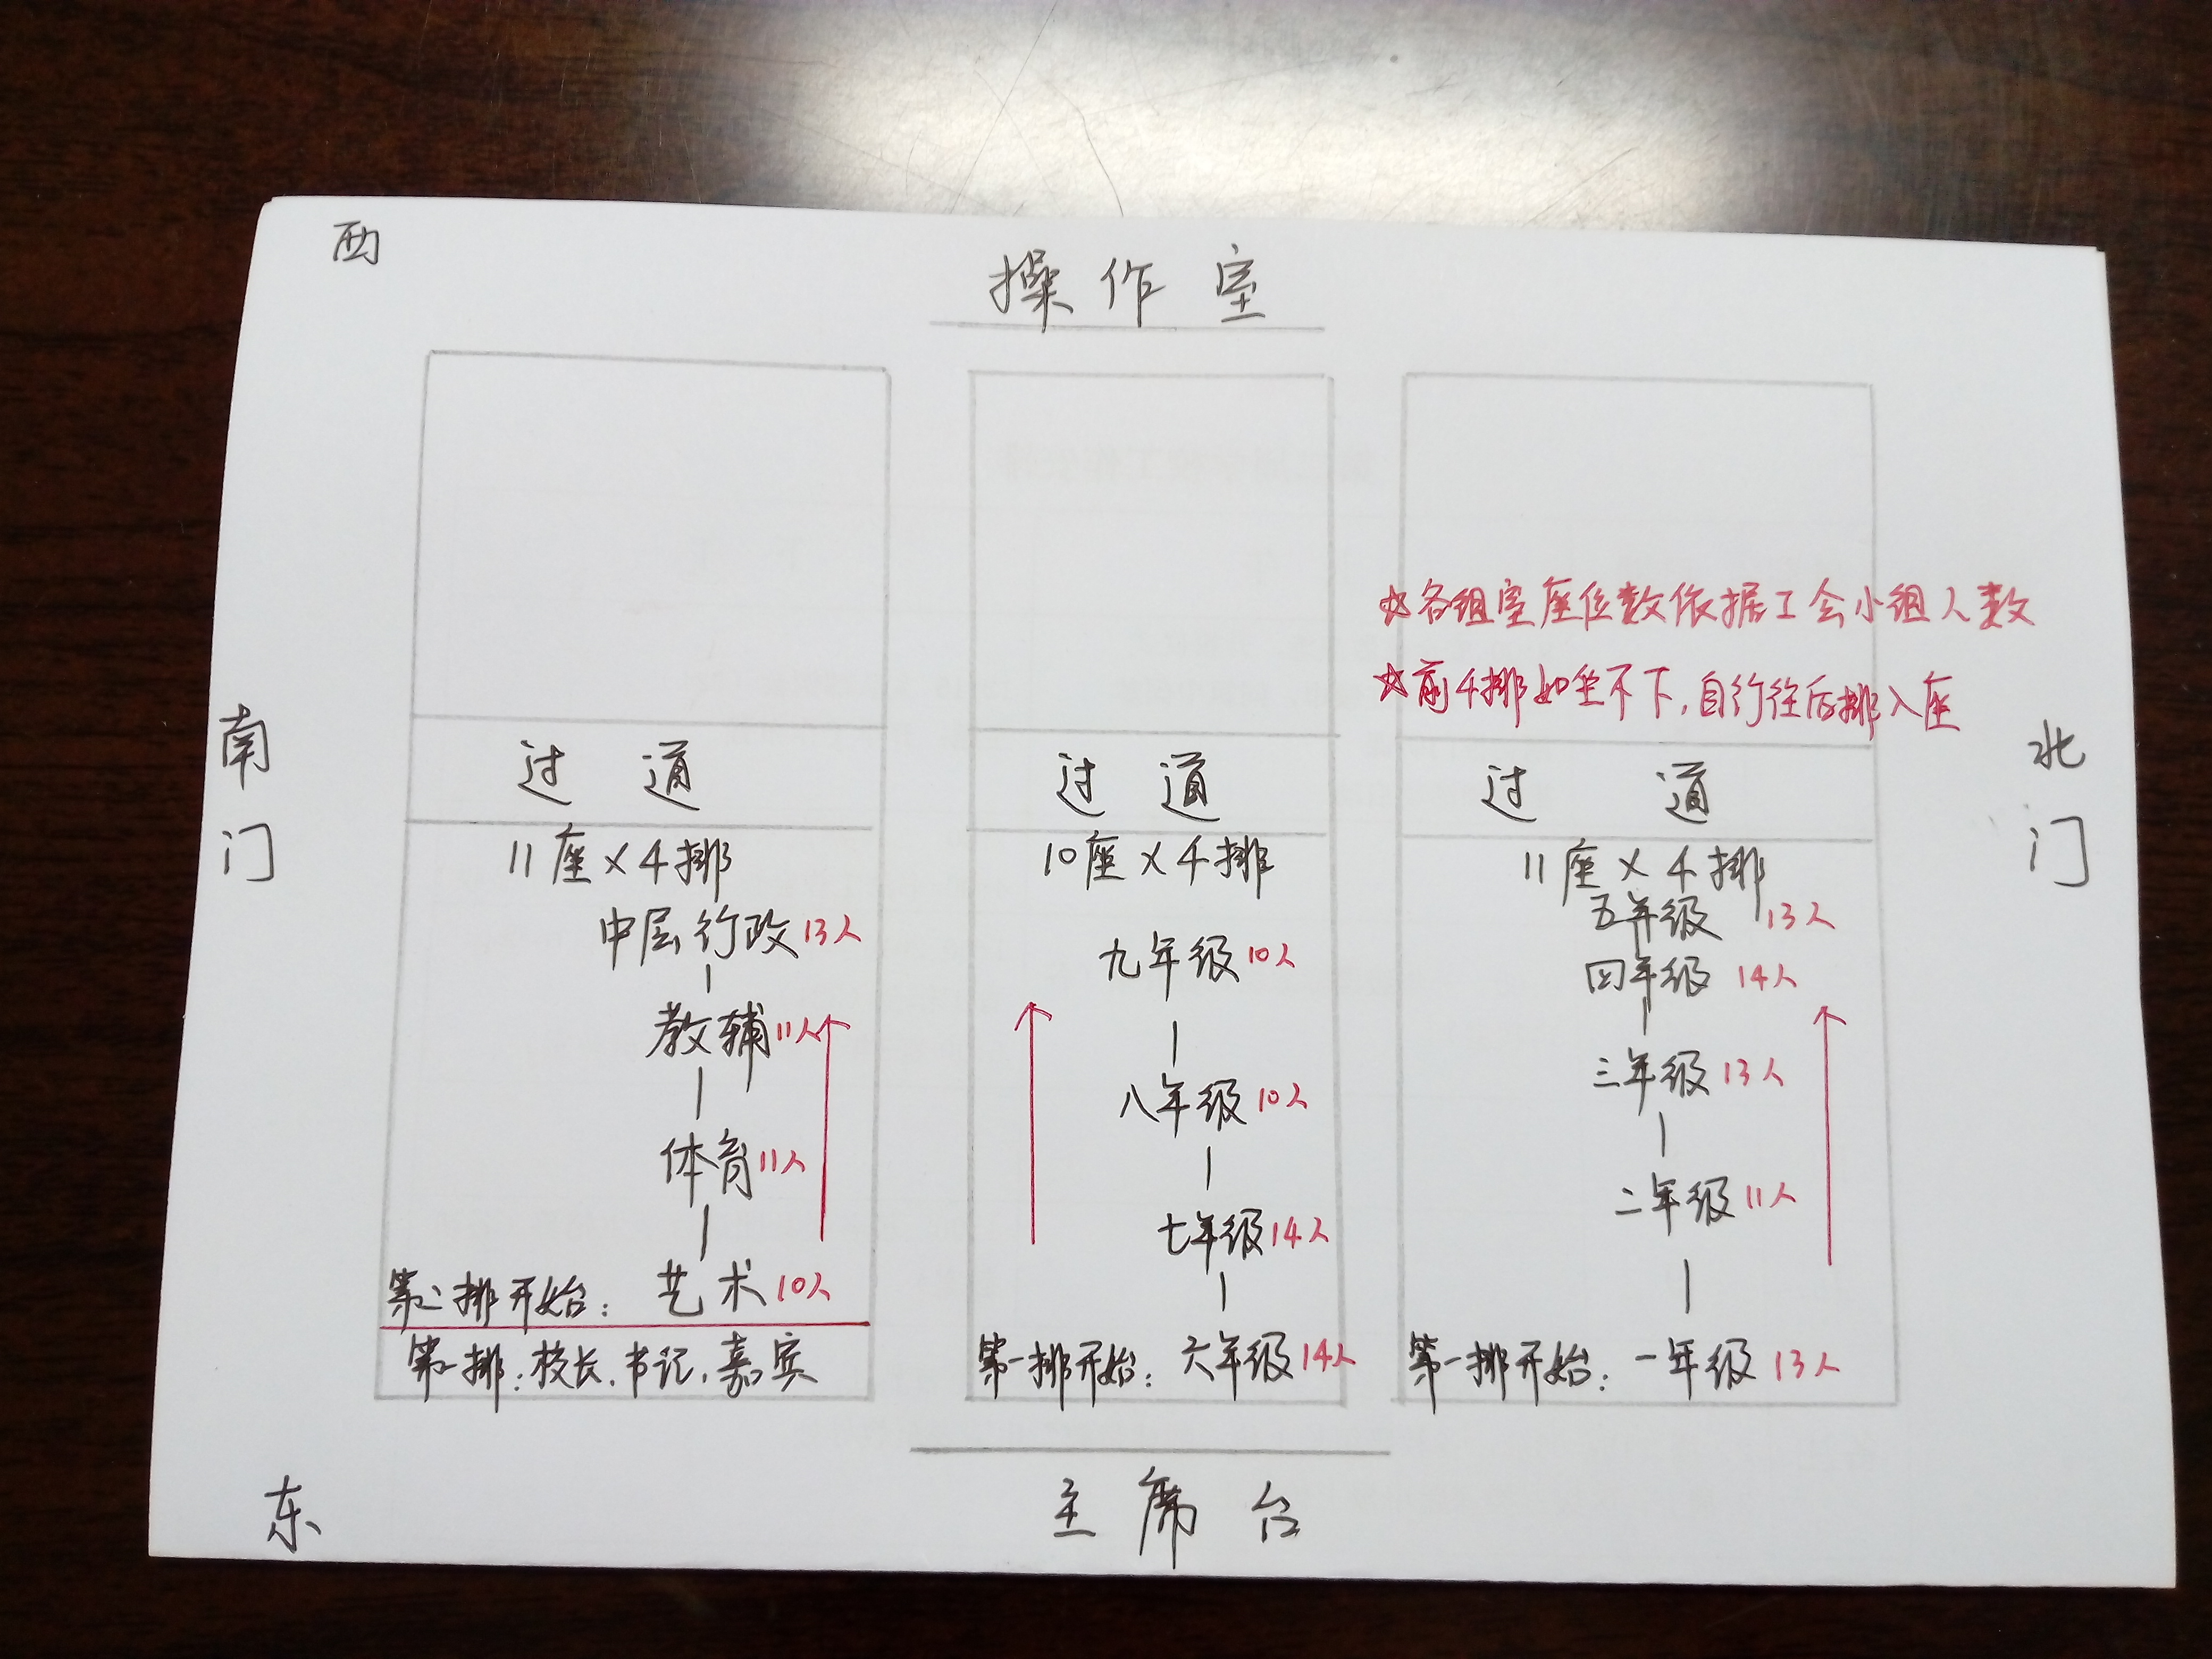 西
操作室
☆各组室座位数依据工会小组人数
☆前4排如坐不下,自行往后排入座
南门
北门
过道
过道
过道
11座×4排
中层行政13人
教辅11人
体育11人
第二排开始:艺术10人
第一排:校长、书记、嘉宾
10座×4排
九年级10人
八年级10人
七年级14人
第一排开始:六年级14人
11座×4排
五年级13人
四年级14人
三年级13人
二年级11人
第一排开始:一年级13人
主席台
东